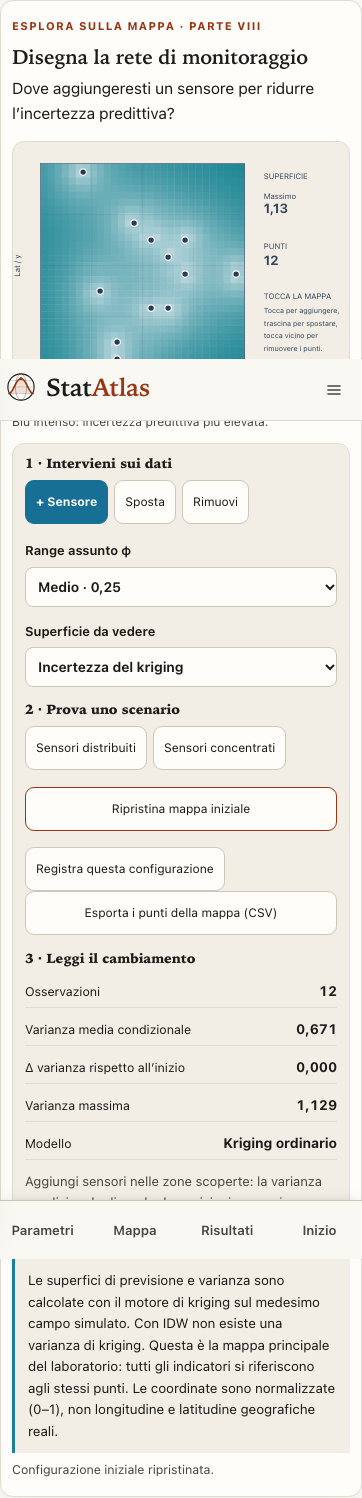 ESPLORA SULLA MAPPA · PARTE VIII
Disegna la rete di monitoraggio
Dove aggiungeresti un sensore per ridurre
l’incertezza predittiva?
SUPERFICIE
Massimo
1,13
PUNTI
12
TOCCA LA MAPPA
Tocca per aggiungere,
trascina per spostare,
tocca vicino per
rimuovere i punti.
Lat / y
StatAtlas
Blu intenso: incertezza predittiva più elevata.
1 · Intervieni sui dati
+ Sensore
Sposta
Rimuovi
Range assunto ϕ
Medio · 0,25
Superficie da vedere
Incertezza del kriging
2 · Prova uno scenario
Sensori distribuiti
Sensori concentrati
Ripristina mappa iniziale
Registra questa configurazione
Esporta i punti della mappa (CSV)
3 · Leggi il cambiamento
Osservazioni 12
Varianza media condizionale 0,671
Δ varianza rispetto all’inizio 0,000
Varianza massima 1,129
Modello Kriging ordinario
Aggiungi sensori nelle zone scoperte: la varianza
Parametri
Mappa
Risultati
Inizio
Le superfici di previsione e varianza sono
calcolate con il motore di kriging sul medesimo
campo simulato. Con IDW non esiste una
varianza di kriging. Questa è la mappa principale
del laboratorio: tutti gli indicatori si riferiscono
agli stessi punti. Le coordinate sono normalizzate
(0–1), non longitudine e latitudine geografiche
reali.
Configurazione iniziale ripristinata.